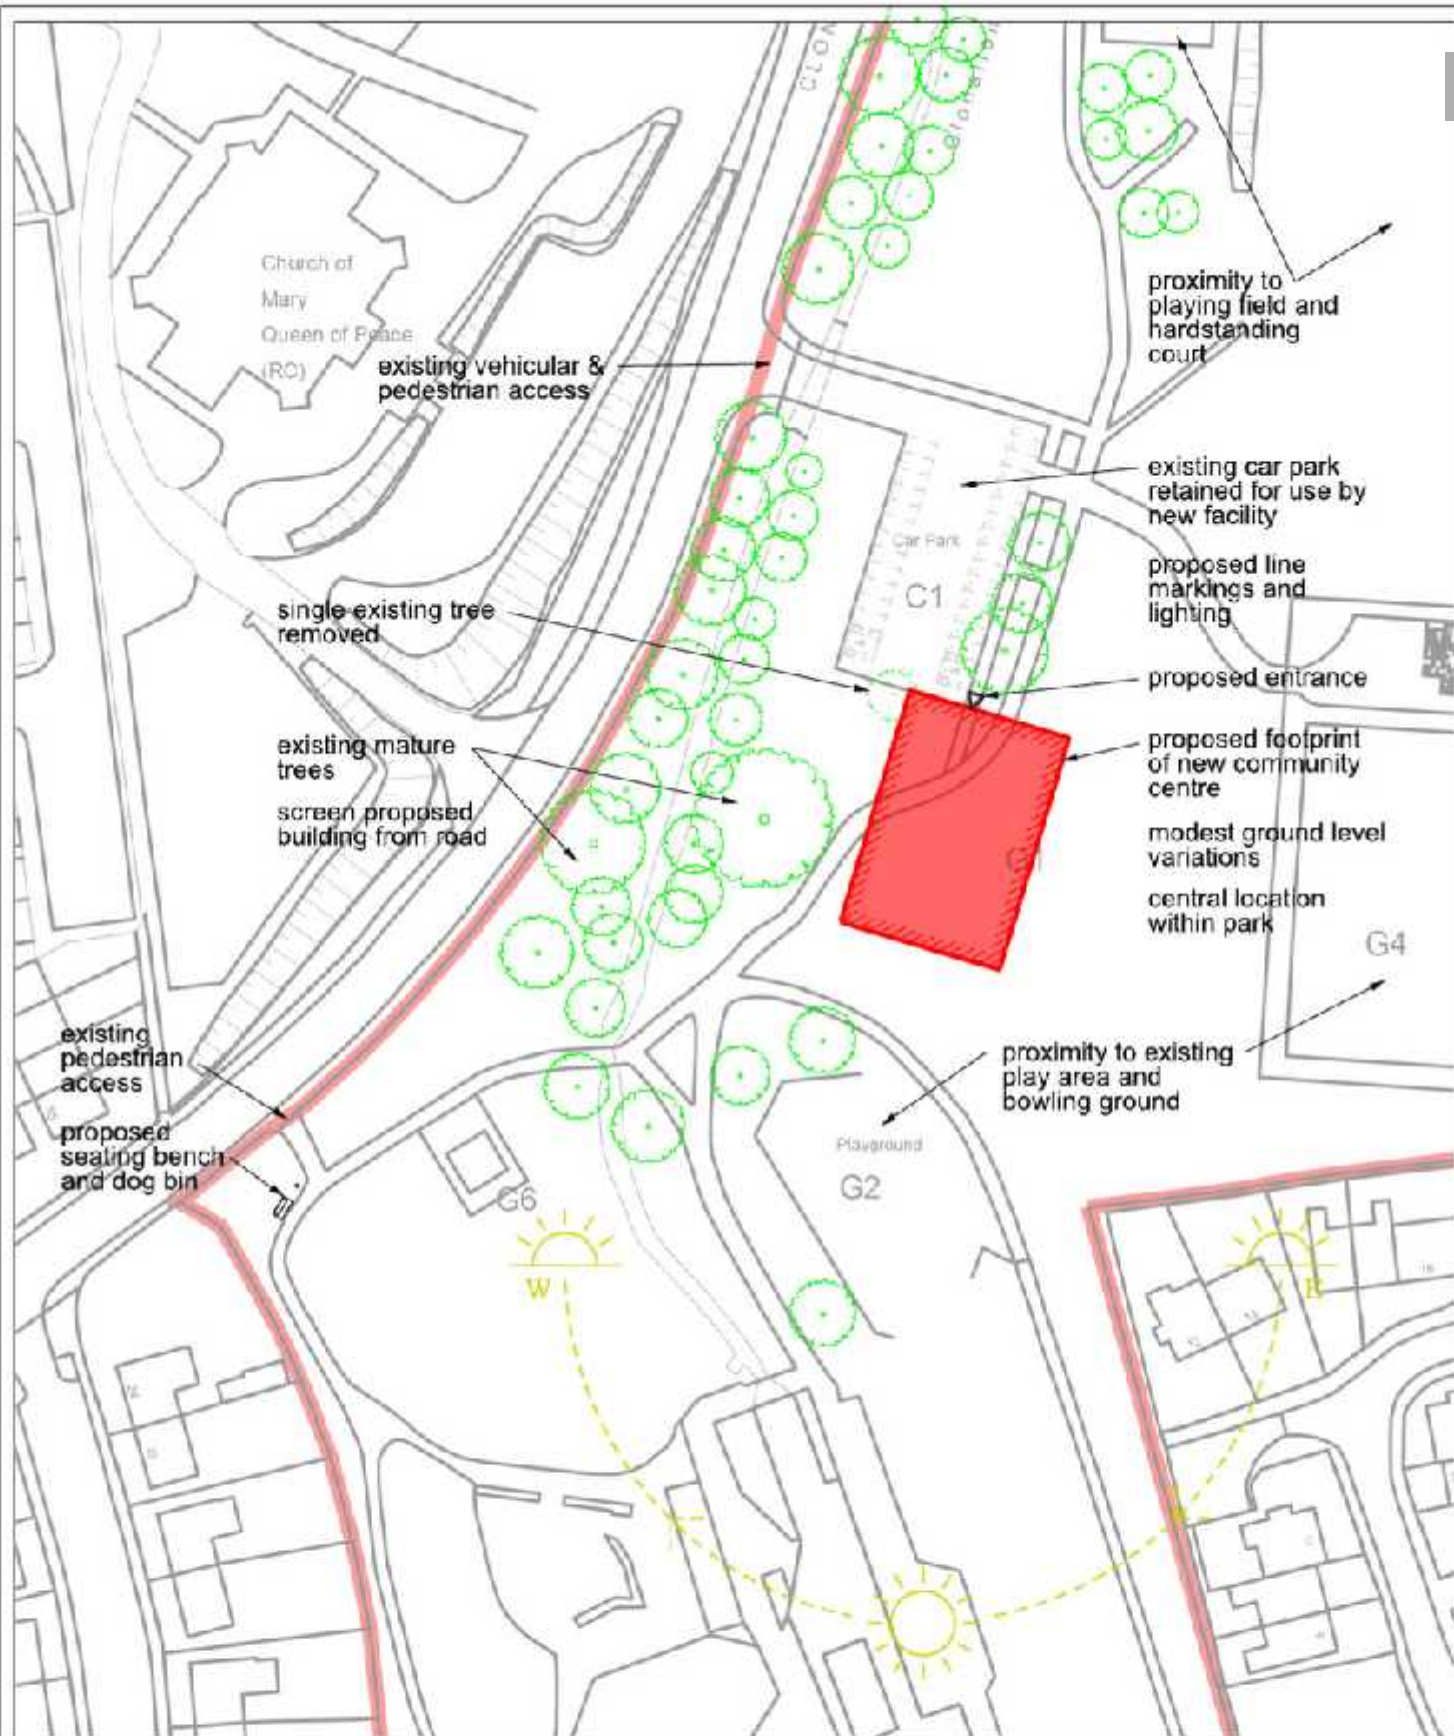 proximity to
playing field and
hardstanding
court
Church of
Mary
Queen of Peace
(RC)
existing vehicular &
pedestrian access
existing car park
retained for use by
new facility
Car Park
C1
proposed line
markings and
lighting
single existing tree
removed
proposed entrance
existing mature
trees
screen proposed
building from road
proposed footprint
of new community
centre
modest ground level
variations
central location
within park
G1
G4
existing
pedestrian
access
proximity to existing
play area and
bowling ground
proposed
seating bench
and dog bin
Playground
G2
G6
W
E